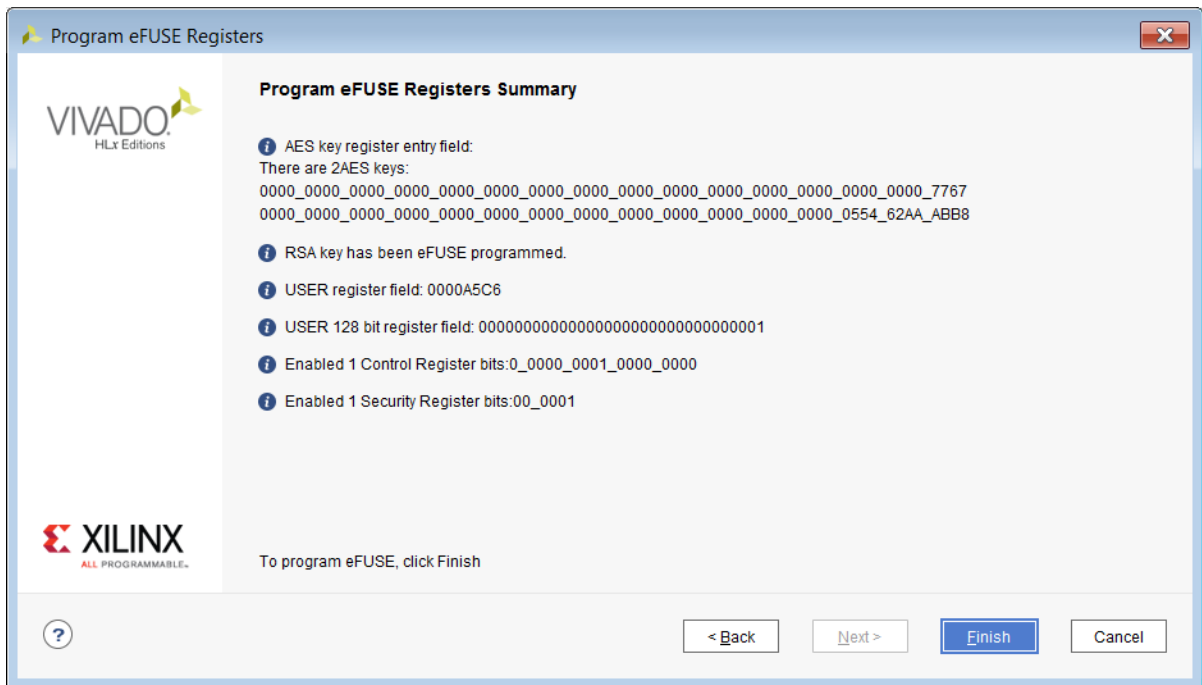 Program eFUSE Registers
VIVADO.
HLx Editions
Program eFUSE Registers Summary
AES key register entry field:
There are 2AES keys:
0000_0000_0000_0000_0000_0000_0000_0000_0000_0000_0000_0000_0000_0000_0000_7767
0000_0000_0000_0000_0000_0000_0000_0000_0000_0000_0000_0000_0000_0554_62AA_ABB8
RSA key has been eFUSE programmed.
USER register field: 0000A5C6
USER 128 bit register field: 00000000000000000000000000000001
Enabled 1 Control Register bits:0_0000_0001_0000_0000
Enabled 1 Security Register bits:00_0001
XILINX
ALL PROGRAMMABLE™
To program eFUSE, click Finish
?
< Back
Next >
Finish
Cancel